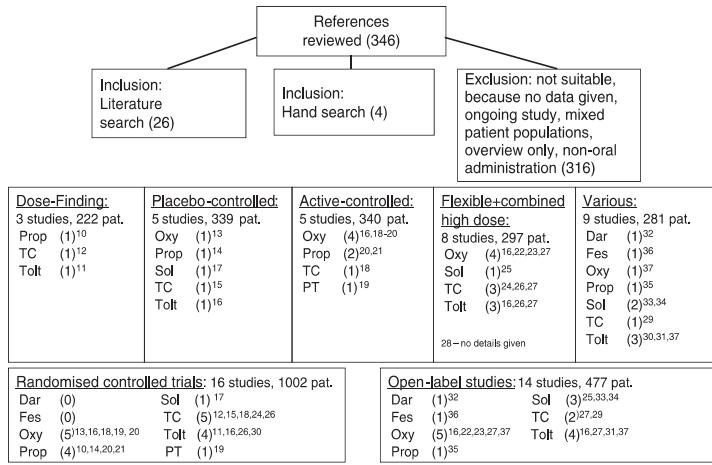 References
reviewed (346)
Inclusion:
Literature
search (26)
Inclusion:
Hand search (4)
Exclusion: not suitable,
because no data given,
ongoing study, mixed
patient populations,
overview only, non-oral
administration (316)
Dose-Finding:
3 studies, 222 pat.
Prop (1)10
TC (1)12
Tolt (1)11
Placebo-controlled:
5 studies, 339 pat.
Oxy (1)13
Prop (1)14
Sol (1)17
TC (1)15
Tolt (1)16
Active-controlled:
5 studies, 340 pat.
Oxy (4)16,18-20
Prop (2)20,21
TC (1)18
PT (1)19
Flexible+combined
high dose:
8 studies, 297 pat.
Oxy (4)16,22,23,27
Sol (1)25
TC (3)24,26,27
Tolt (3)16,26,27
28–no details given
Various:
9 studies, 281 pat.
Dar (1)32
Fes (1)36
Oxy (1)37
Prop (1)35
Sol (2)33,34
TC (1)29
Tolt (3)30,31,37
Randomised controlled trials: 16 studies, 1002 pat.
Dar (0) Sol (1) 17
Fes (0) TC (5)12,15,18,24,26
Oxy (5)13,16,18,19, 20 Tolt (4)11,16,26,30
Prop (4)10,14,20,21 PT (1)19
Open-label studies: 14 studies, 477 pat.
Dar (1)32 Sol (3)25,33,34
Fes (1)36 TC (2)27,29
Oxy (5)16,22,23,27,37 Tolt (4)16,27,31,37
Prop (1)35